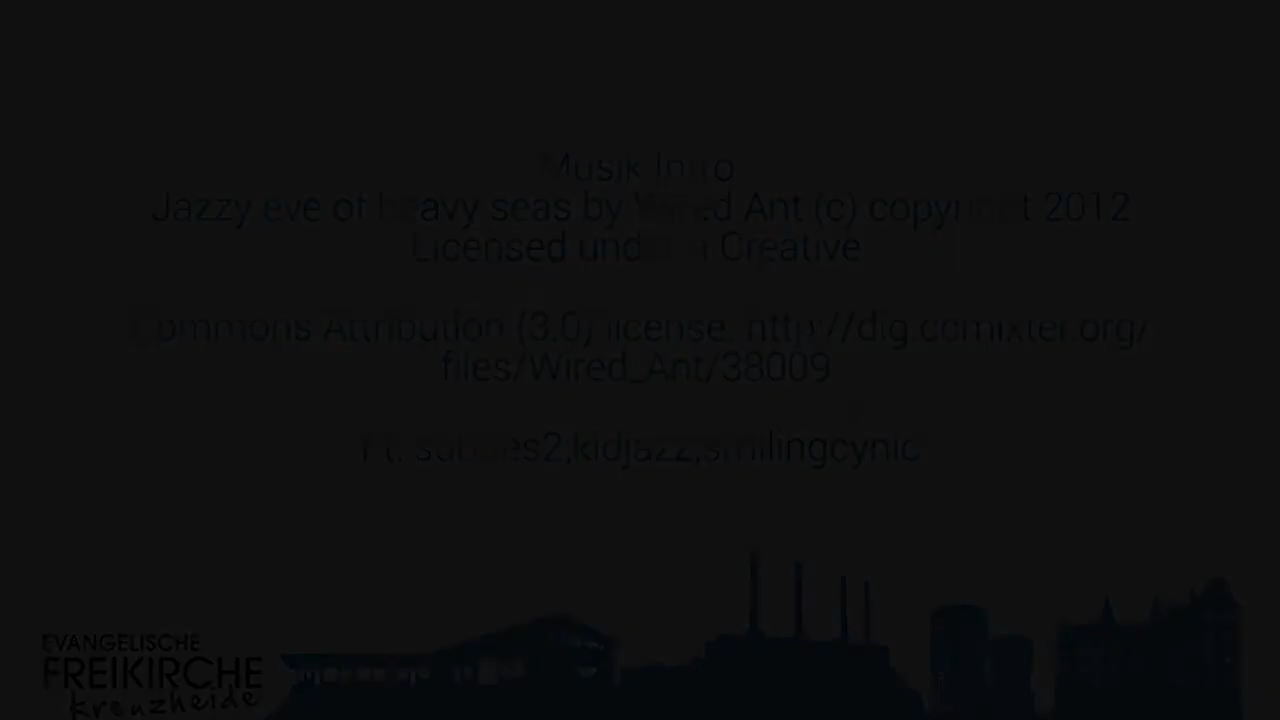 Musik Intro
Jazzy eve of heavy seas by Wired Ant (c) copyright 2012
Licensed under a Creative
Commons Attribution (3.0) license. http://dig.ccmixter.org/
files/Wired_Ant/38009
Ft: subliles2;kidjazz;smilingcynic
EVANGELISCHE
FREIKIRCHE
kreuzheide